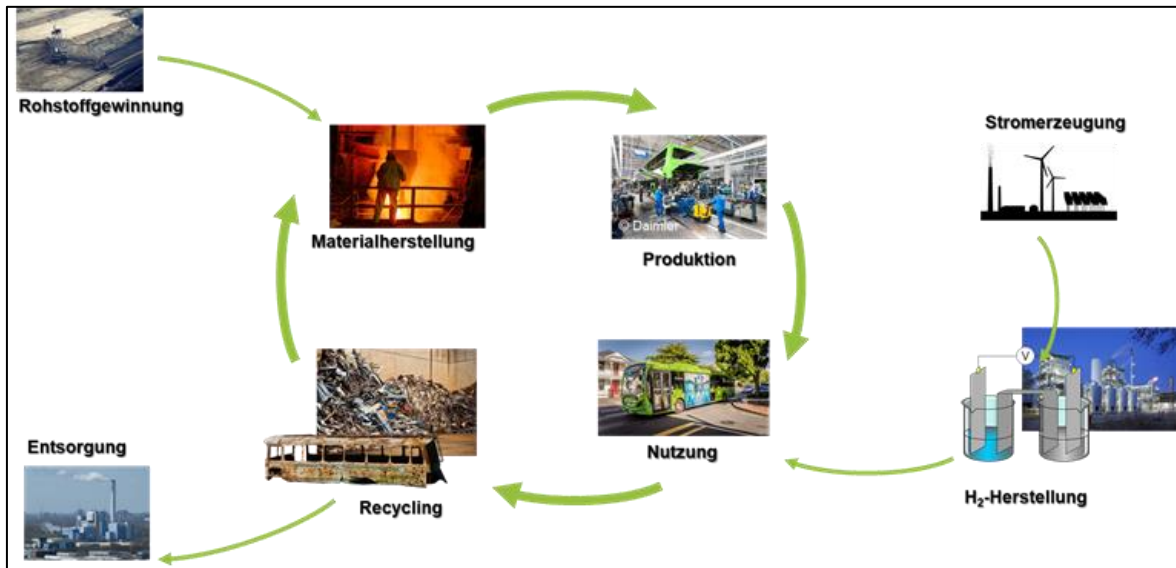 Rohstoffgewinnung
Stromerzeugung
Materialherstellung
© Daimler
Produktion
V
Entsorgung
Nutzung
Recycling
H₂-Herstellung